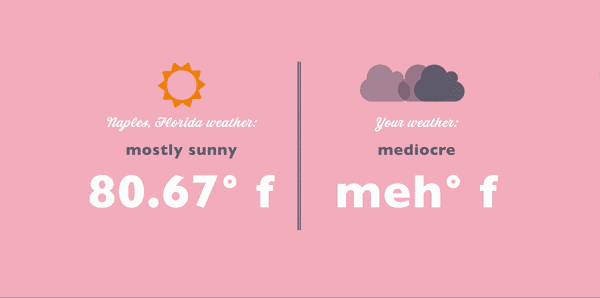 Naples, Florida weather:
mostly sunny
80.67° f
Your weather:
mediocre
meh° f